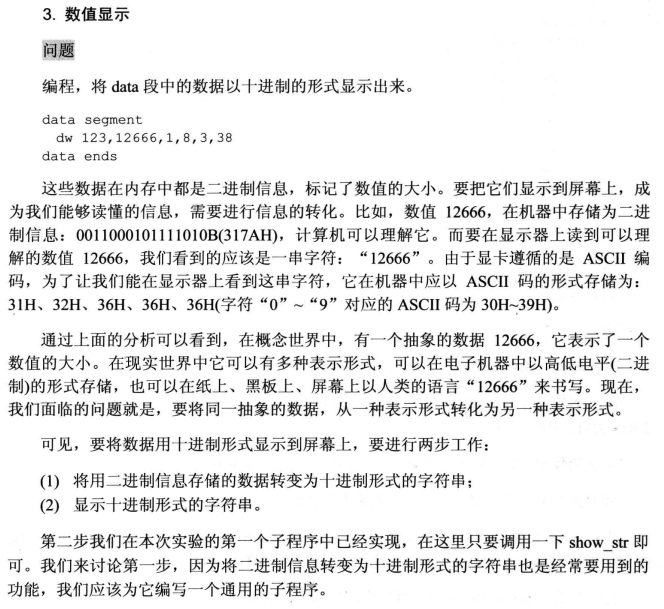 3. 数值显示
问题
编程，将 data 段中的数据以十进制的形式显示出来。
data segment
dw 123,12666,1,8,3,38
data ends
这些数据在内存中都是二进制信息，标记了数值的大小。要把它们显示到屏幕上，成
为我们能够读懂的信息，需要进行信息的转化。比如，数值 12666，在机器中存储为二进
制信息：0011000101111010B(317AH)，计算机可以理解它。而要在显示器上读到可以理
解的数值 12666，我们看到的应该是一串字符：“12666”。由于显卡遵循的是 ASCII 编
码，为了让我们能在显示器上看到这串字符，它在机器中应以 ASCII 码的形式存储为：
31H、32H、36H、36H、36H(字符“0”~“9”对应的 ASCII 码为 30H~39H)。
通过上面的分析可以看到，在概念世界中，有一个抽象的数据 12666，它表示了一个
数值的大小。在现实世界中它可以有多种表示形式，可以在电子机器中以高低电平(二进
制)的形式存储，也可以在纸上、黑板上、屏幕上以人类的语言“12666”来书写。现在，
我们面临的问题就是，要将同一抽象的数据，从一种表示形式转化为另一种表示形式。
可见，要将数据用十进制形式显示到屏幕上，要进行两步工作：
(1) 将用二进制信息存储的数据转变为十进制形式的字符串；
(2) 显示十进制形式的字符串。
第二步我们在本次实验的第一个子程序中已经实现，在这里只要调用一下 show_str 即
可。我们来讨论第一步，因为将二进制信息转变为十进制形式的字符串也是经常要用到的
功能，我们应该为它编写一个通用的子程序。